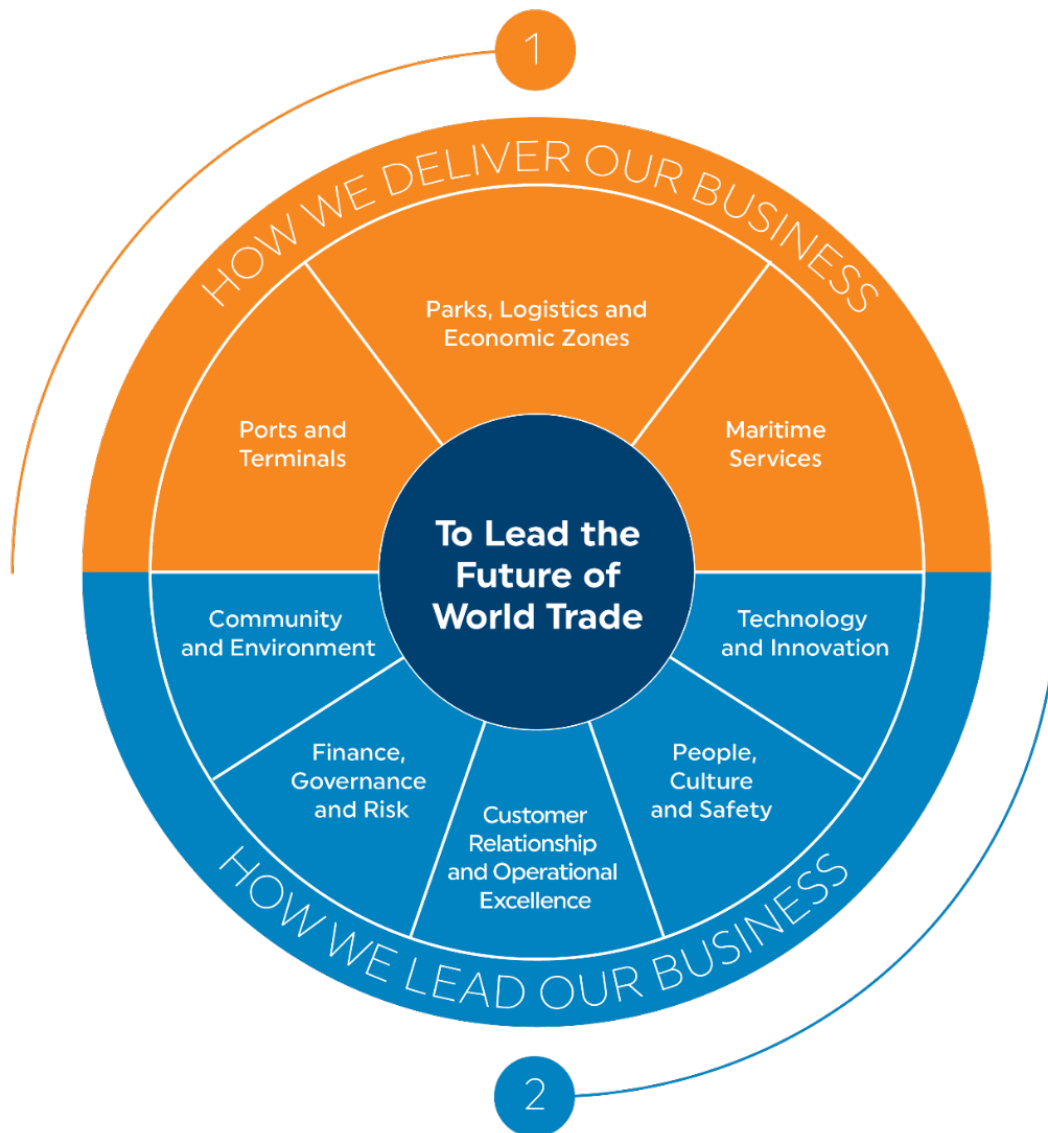 1
HOW WE DELIVER OUR BUSINESS
Parks, Logistics and
Economic Zones
Ports and
Terminals
Maritime
Services
To Lead the
Future of
World Trade
Community
and Environment
Technology
and Innovation
Finance,
Governance
and Risk
People,
Culture
and Safety
Customer
Relationship
and Operational
Excellence
HOW WE LEAD OUR BUSINESS
2